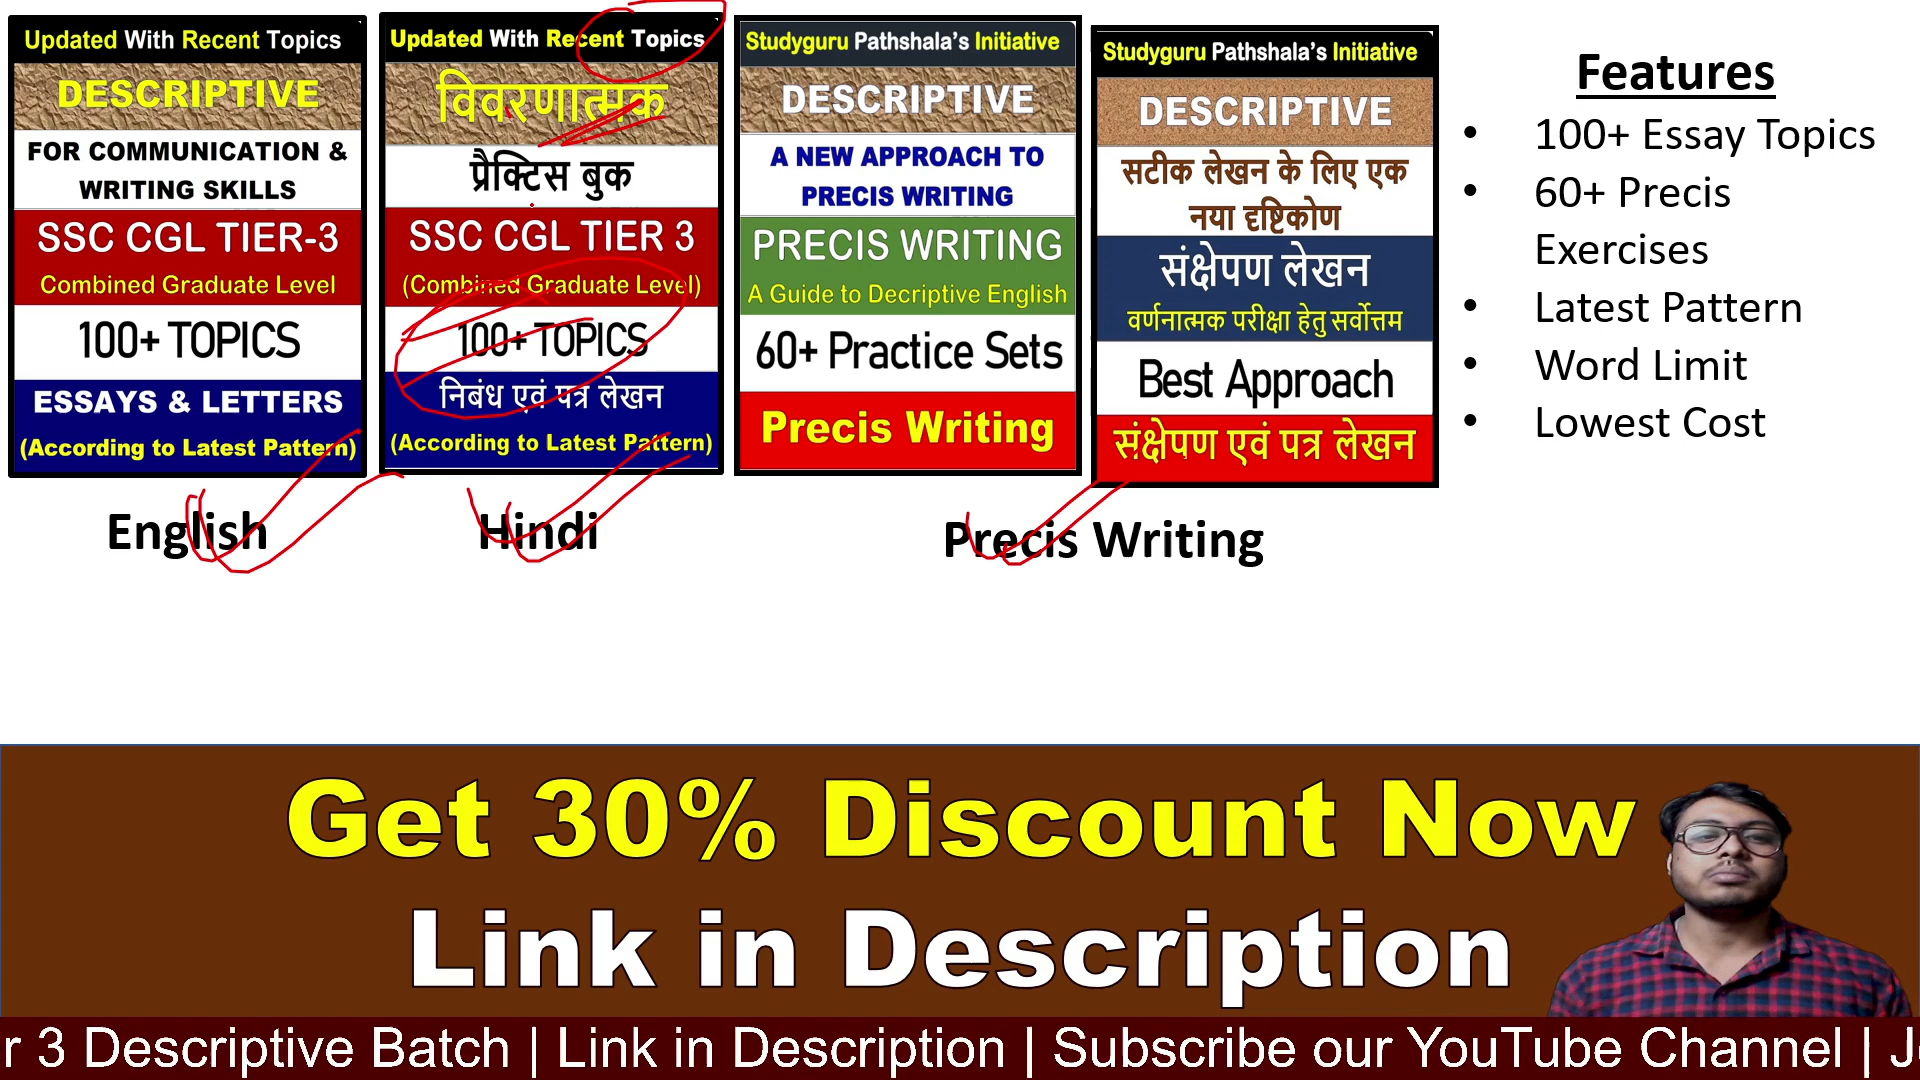 Updated With Recent Topics
DESCRIPTIVE
FOR COMMUNICATION &
WRITING SKILLS
SSC CGL TIER-3
Combined Graduate Level
100+ TOPICS
ESSAYS & LETTERS
(According to Latest Pattern)
English
Updated With Recent Topics
विवरणात्मक
प्रैक्टिस बुक
SSC CGL TIER 3
(Combined Graduate Level)
100+ TOPICS
निबंध एवं पत्र लेखन
(According to Latest Pattern)
Hindi
Studyguru Pathshala's Initiative
DESCRIPTIVE
A NEW APPROACH TO
PRECIS WRITING
PRECIS WRITING
A Guide to Decriptive English
60+ Practice Sets
Precis Writing
Studyguru Pathshala's Initiative
DESCRIPTIVE
सटीक लेखन के लिए एक
नया दृष्टिकोण
संक्षेपण लेखन
वर्णनात्मक परीक्षा हेतु सर्वोत्तम
Best Approach
संक्षेपण एवं पत्र लेखन
Precis Writing
Features
• 100+ Essay Topics
• 60+ Precis
Exercises
• Latest Pattern
• Word Limit
• Lowest Cost
Get 30% Discount Now
Link in Description
r 3 Descriptive Batch | Link in Description | Subscribe our YouTube Channel | J